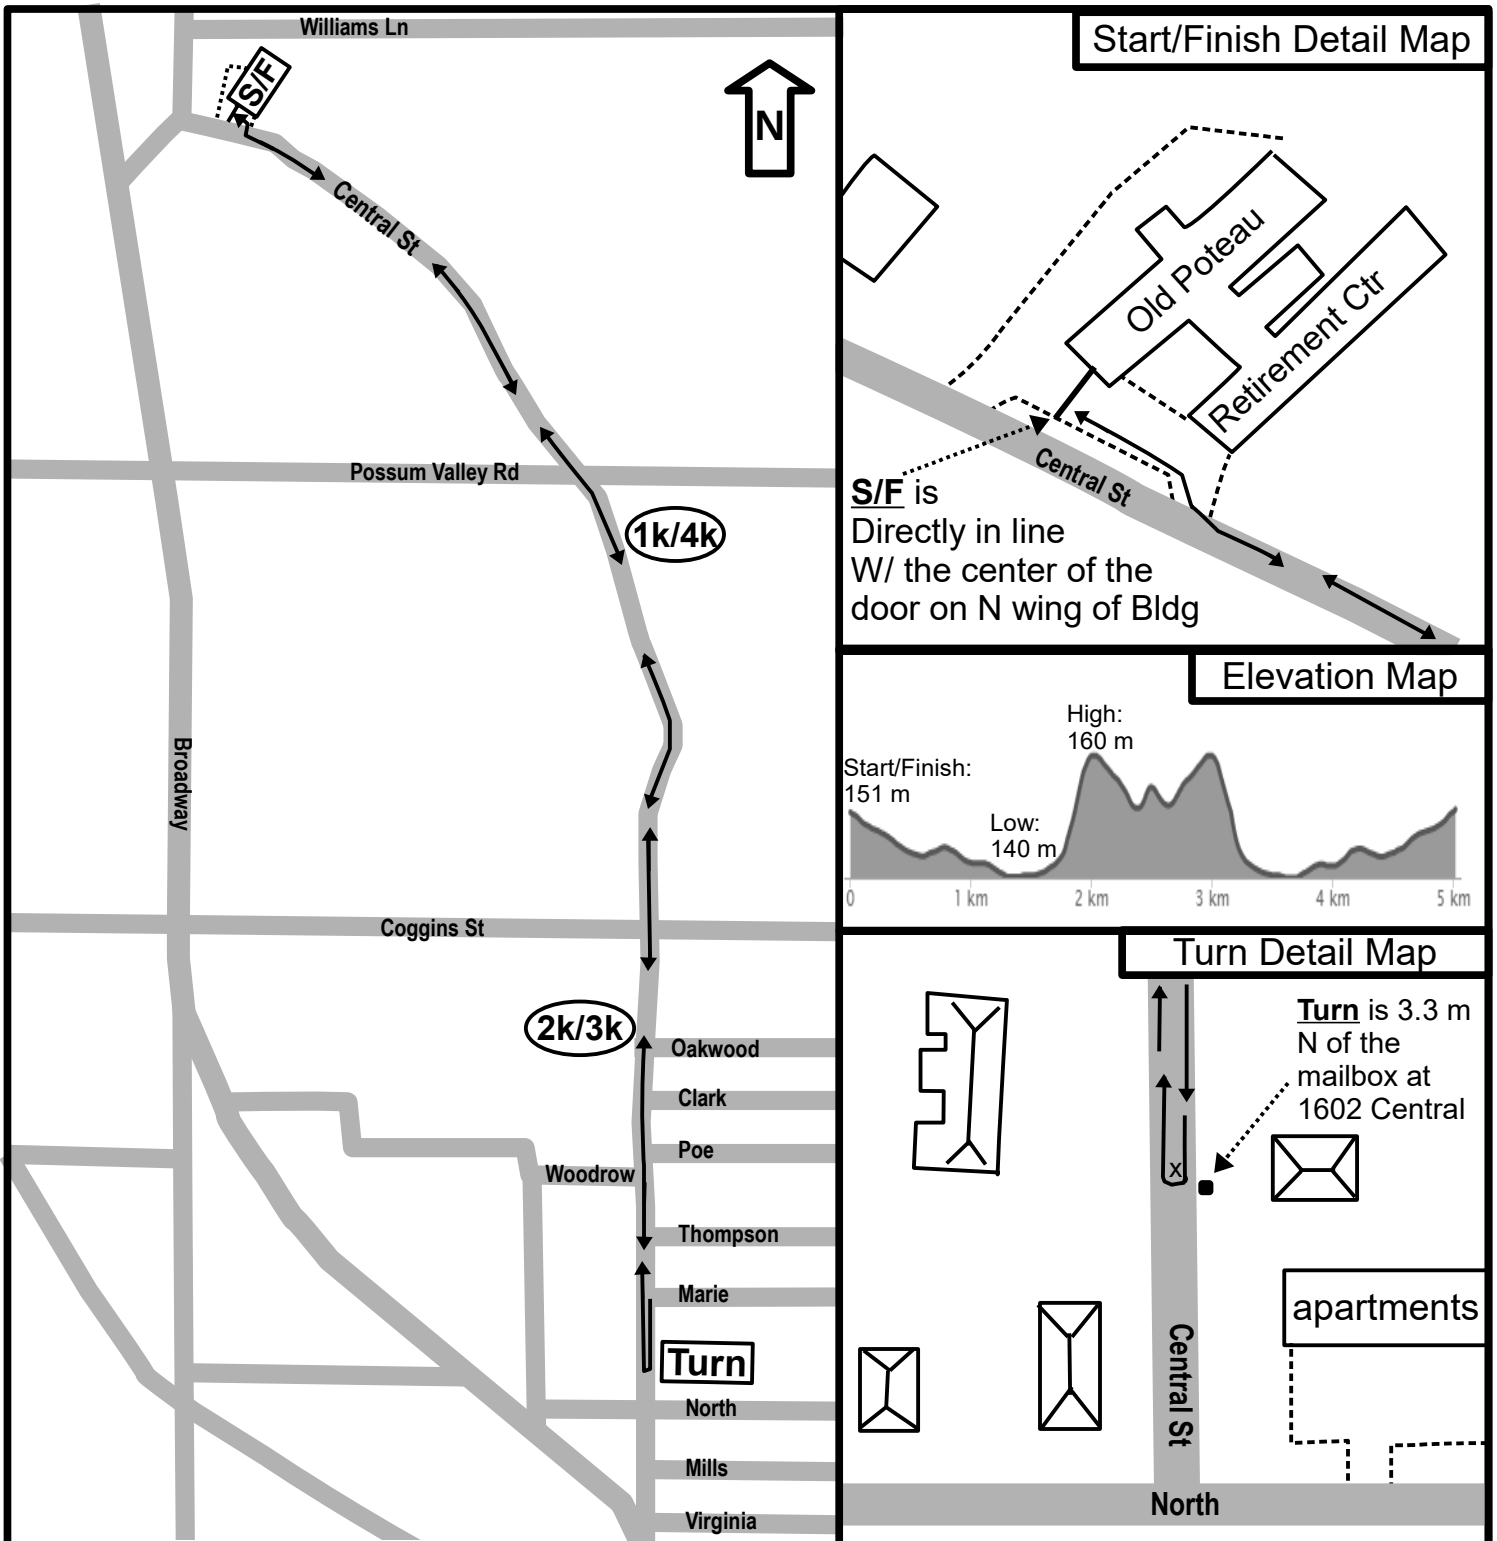 Williams Ln
S/F
N
Central St
Possum Valley Rd
1k/4k
Broadway
Coggins St
2k/3k
Oakwood
Clark
Poe
Woodrow
Thompson
Marie
Turn
North
Mills
Virginia
Start/Finish Detail Map
Old Poteau
Retirement Ctr
Central St
S/F is
Directly in line
W/ the center of the
door on N wing of Bldg
Elevation Map
High:
160 m
Start/Finish:
151 m
Low:
140 m
0 1 km 2 km 3 km 4 km 5 km
Turn Detail Map
Turn is 3.3 m
N of the
mailbox at
1602 Central
x
apartments
Central St
North